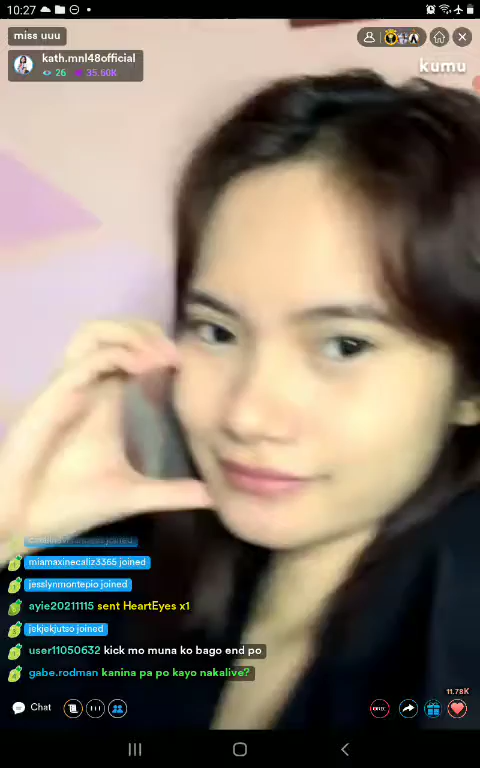 10:27
miss uuu
kath.mnl48official
26 35.60K
kumu
miamaxinecaliz3365 joined
jesslynmontepio joined
ayie20211115 sent HeartEyes x1
jekjekjutso joined
user11050632 kick mo muna ko bago end po
gabe.rodman kanina pa po kayo nakalive?
11.78K
Chat